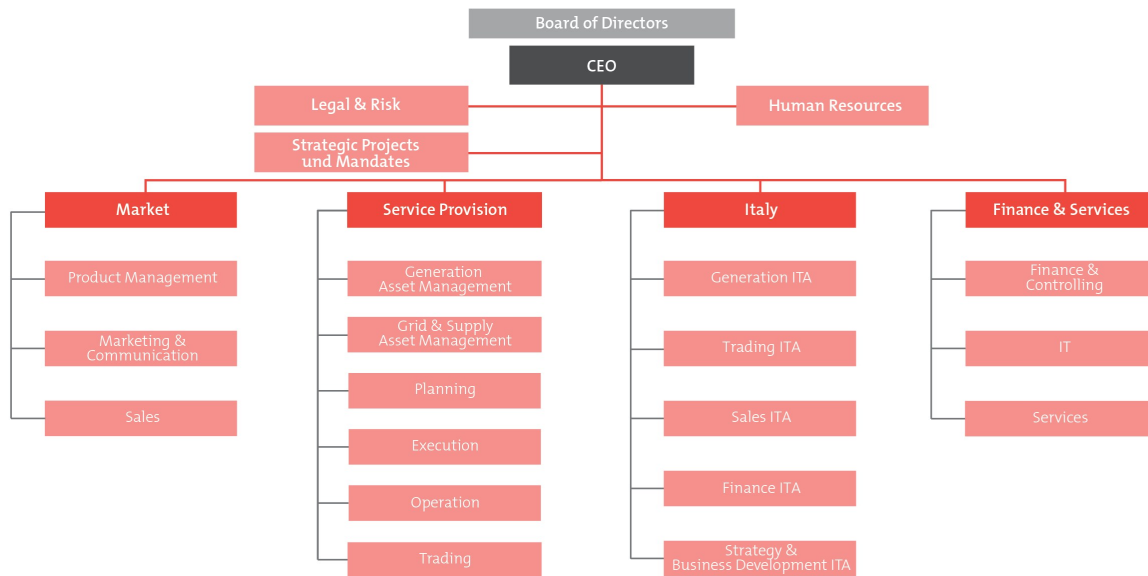 Board of Directors
CEO
Legal & Risk
Human Resources
Strategic Projects
und Mandates
Market
Service Provision
Italy
Finance & Services
Product Management
Marketing &
Communication
Sales
Generation
Asset Management
Grid & Supply
Asset Management
Planning
Execution
Operation
Trading
Generation ITA
Trading ITA
Sales ITA
Finance ITA
Strategy &
Business Development ITA
Finance &
Controlling
IT
Services